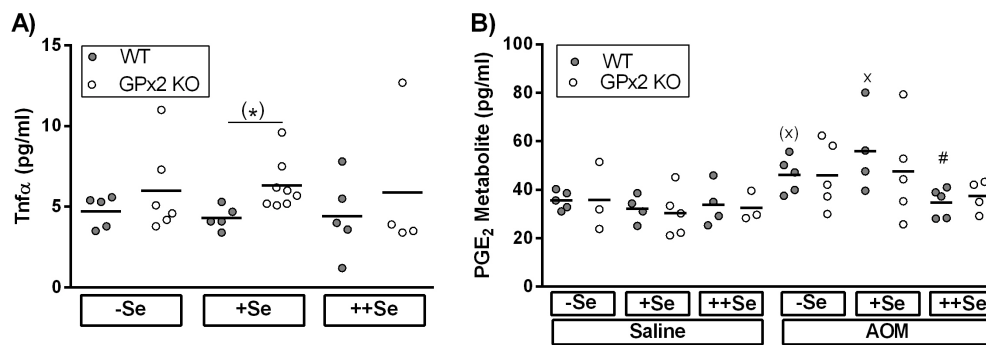 A)
15
10
5
0
Tnfα (pg/ml)
WT
GPx2 KO
(*)
-Se
+Se
++Se
B)
100
80
60
40
20
0
PGE2 Metabolite (pg/ml)
WT
GPx2 KO
(x)
x
#
-Se +Se ++Se -Se +Se ++Se
Saline AOM